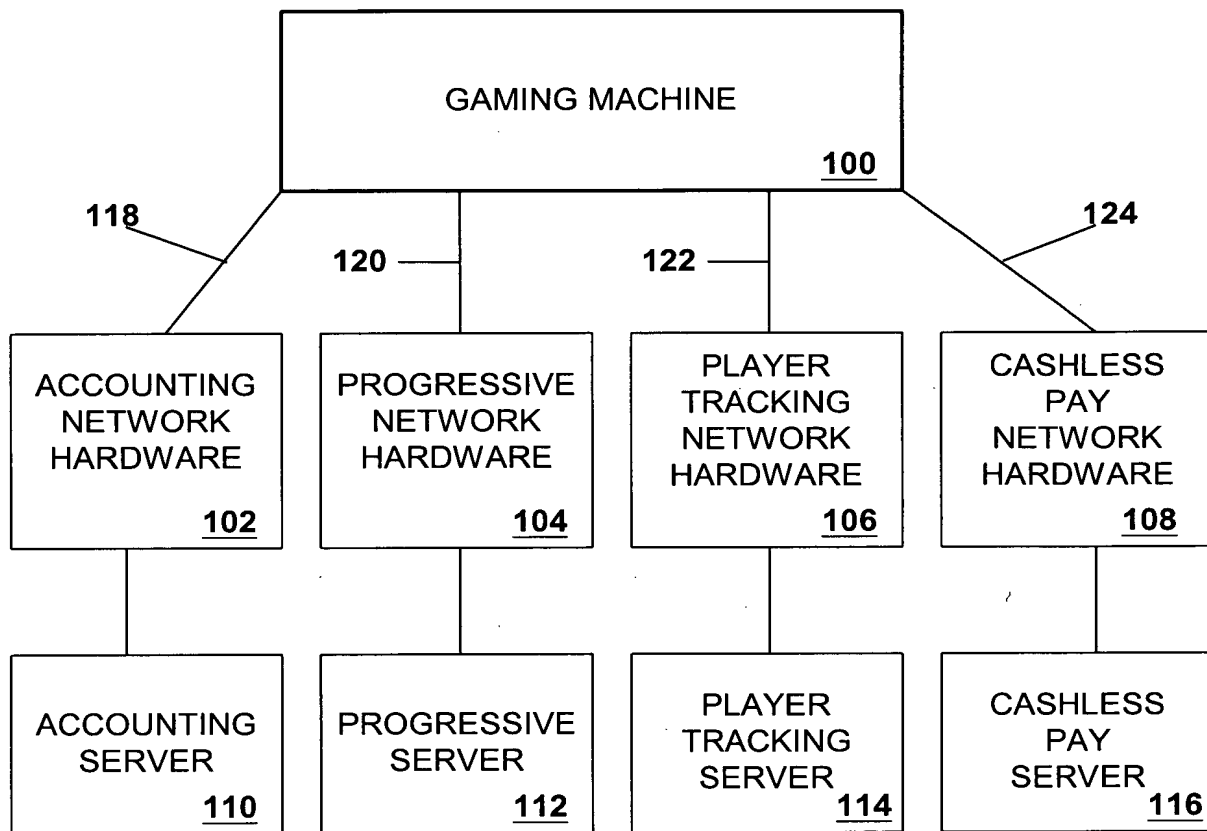 GAMING MACHINE
100
118
120
122
124
ACCOUNTING
NETWORK
HARDWARE
102
PROGRESSIVE
NETWORK
HARDWARE
104
PLAYER
TRACKING
NETWORK
HARDWARE
106
CASHLESS
PAY
NETWORK
HARDWARE
108
ACCOUNTING
SERVER
110
PROGRESSIVE
SERVER
112
PLAYER
TRACKING
SERVER
114
CASHLESS
PAY
SERVER
116